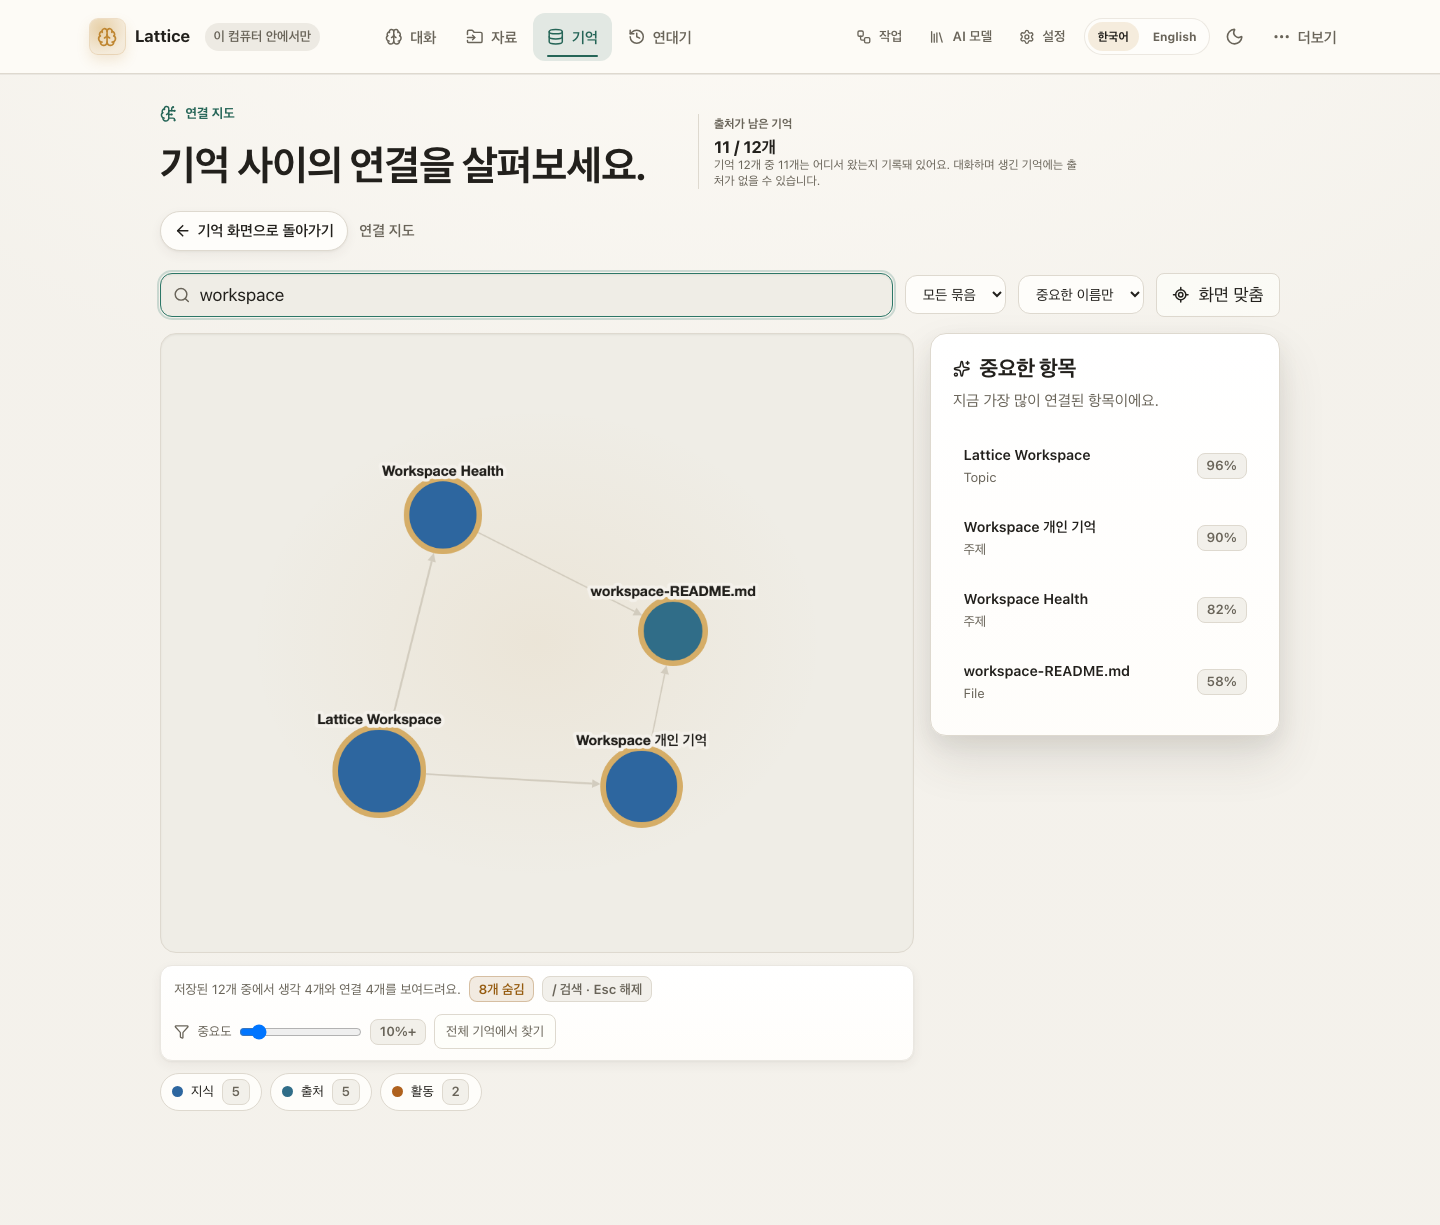 Lattice
이 컴퓨터 안에서만
대화
자료
기억
연대기
작업
AI 모델
설정
한국어
English
더보기
연결 지도
기억 사이의 연결을 살펴보세요.
출처가 남은 기억
11 / 12개
기억 12개 중 11개는 어디서 왔는지 기록돼 있어요. 대화하며 생긴 기억에는 출
처가 없을 수 있습니다.
기억 화면으로 돌아가기
연결 지도
workspace
모든 묶음
중요한 이름만
화면 맞춤
Workspace Health
workspace-README.md
Lattice Workspace
Workspace 개인 기억
중요한 항목
지금 가장 많이 연결된 항목이에요.
Lattice Workspace
Topic
96%
Workspace 개인 기억
주제
90%
Workspace Health
주제
82%
workspace-README.md
File
58%
저장된 12개 중에서 생각 4개와 연결 4개를 보여드려요.
8개 숨김
/ 검색 · Esc 해제
중요도
10%+
전체 기억에서 찾기
지식 5
출처 5
활동 2